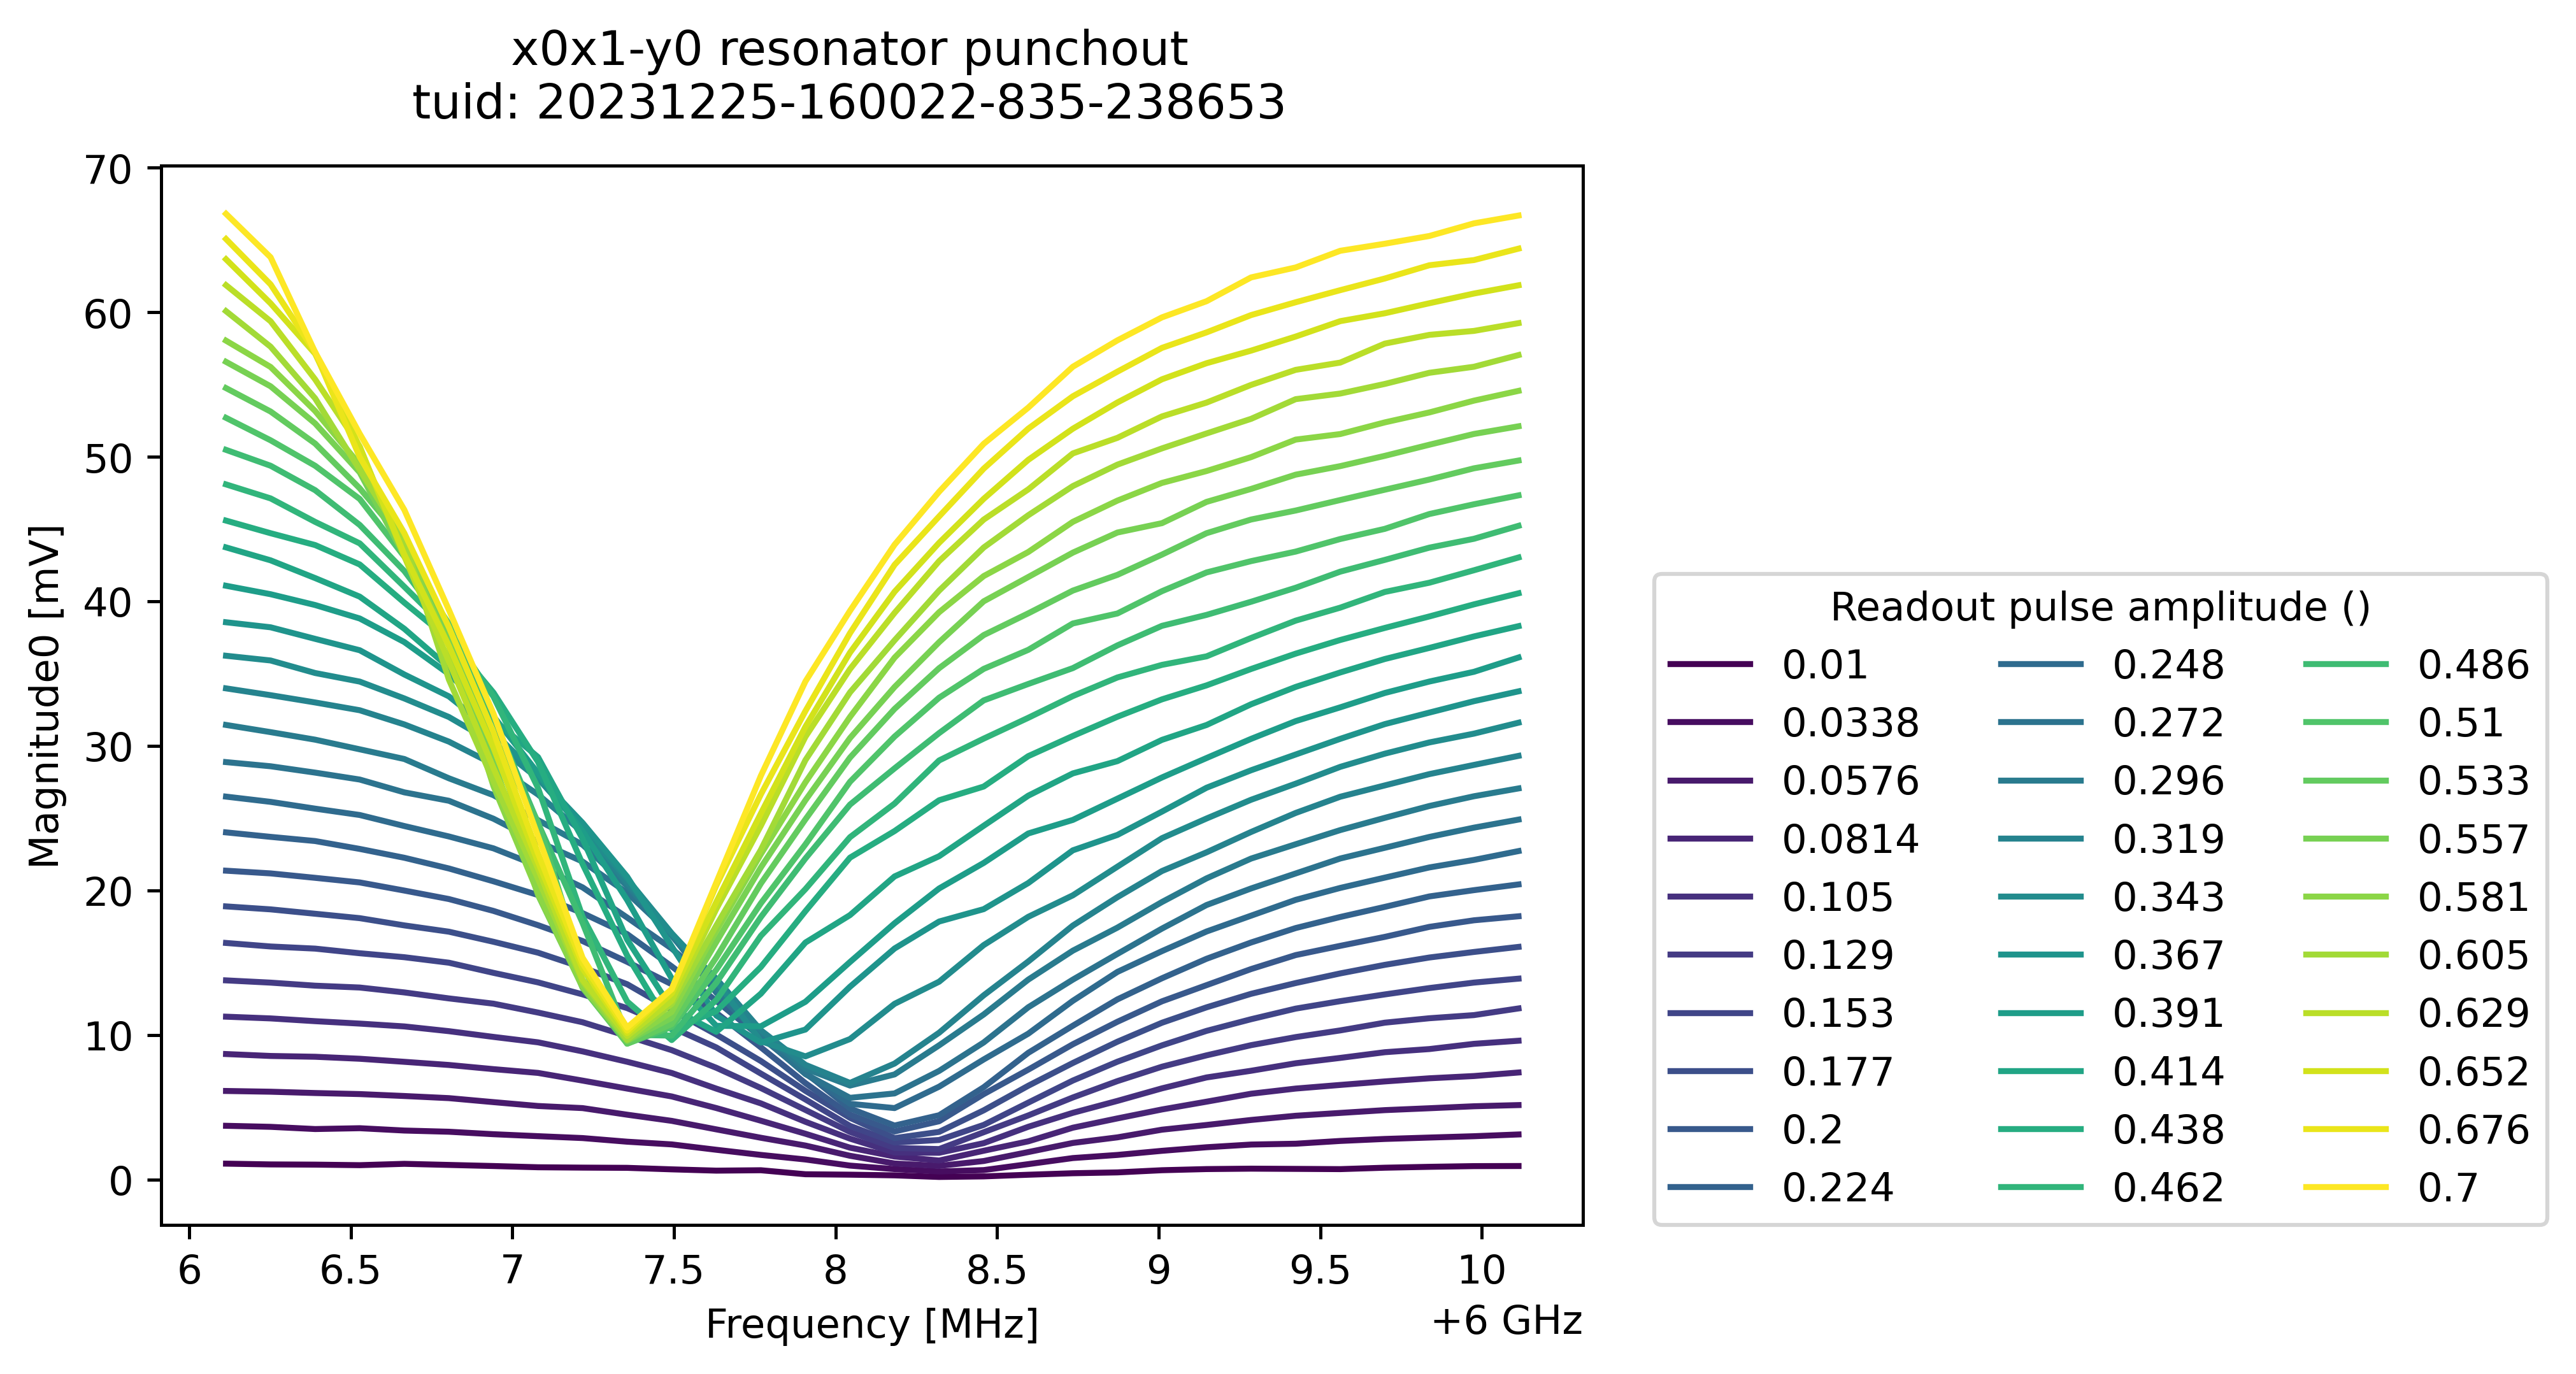 x0x1-y0 resonator punchout
tuid: 20231225-160022-835-238653
70
60
50
40
30
20
10
0
Magnitude0 [mV]
6 6.5 7 7.5 8 8.5 9 9.5 10
Frequency [MHz]
+6 GHz
Readout pulse amplitude ()
0.01 0.248 0.486
0.0338 0.272 0.51
0.0576 0.296 0.533
0.0814 0.319 0.557
0.105 0.343 0.581
0.129 0.367 0.605
0.153 0.391 0.629
0.177 0.414 0.652
0.2 0.438 0.676
0.224 0.462 0.7